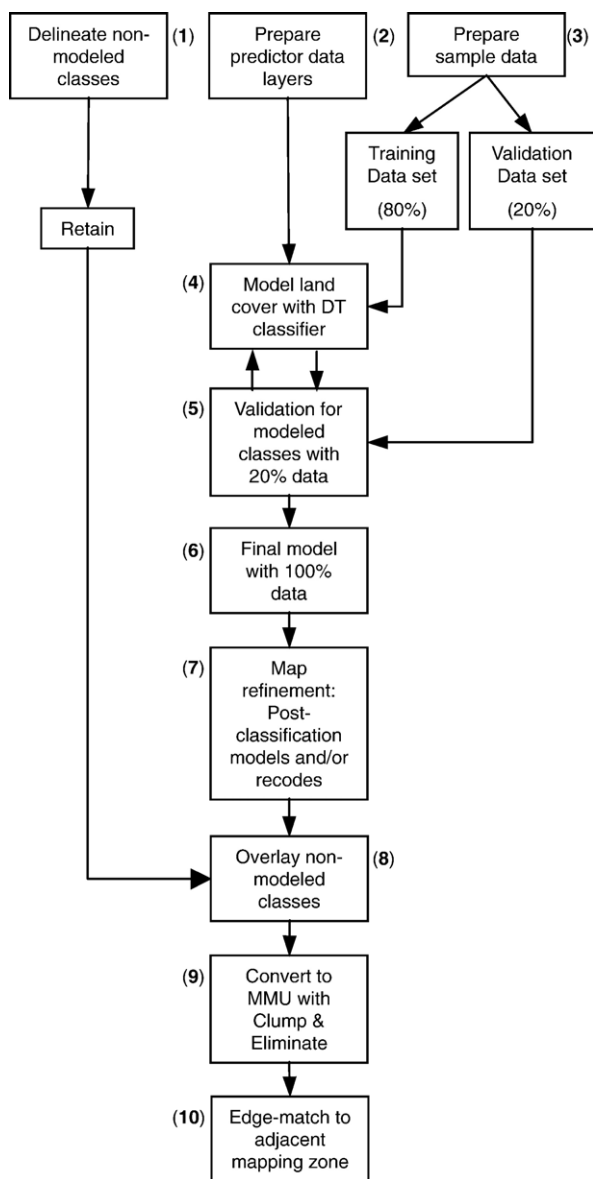 Delineate non-
modeled
classes
(1)
Prepare
predictor data
layers
(2)
Prepare
sample data
(3)
Training
Data set
(80%)
Validation
Data set
(20%)
Retain
(4)
Model land
cover with DT
classifier
(5)
Validation for
modeled
classes with
20% data
(6)
Final model
with 100%
data
(7)
Map
refinement:
Post-
classification
models and/or
recodes
Overlay non-
modeled
classes
(8)
(9)
Convert to
MMU with
Clump &
Eliminate
(10)
Edge-match to
adjacent
mapping zone